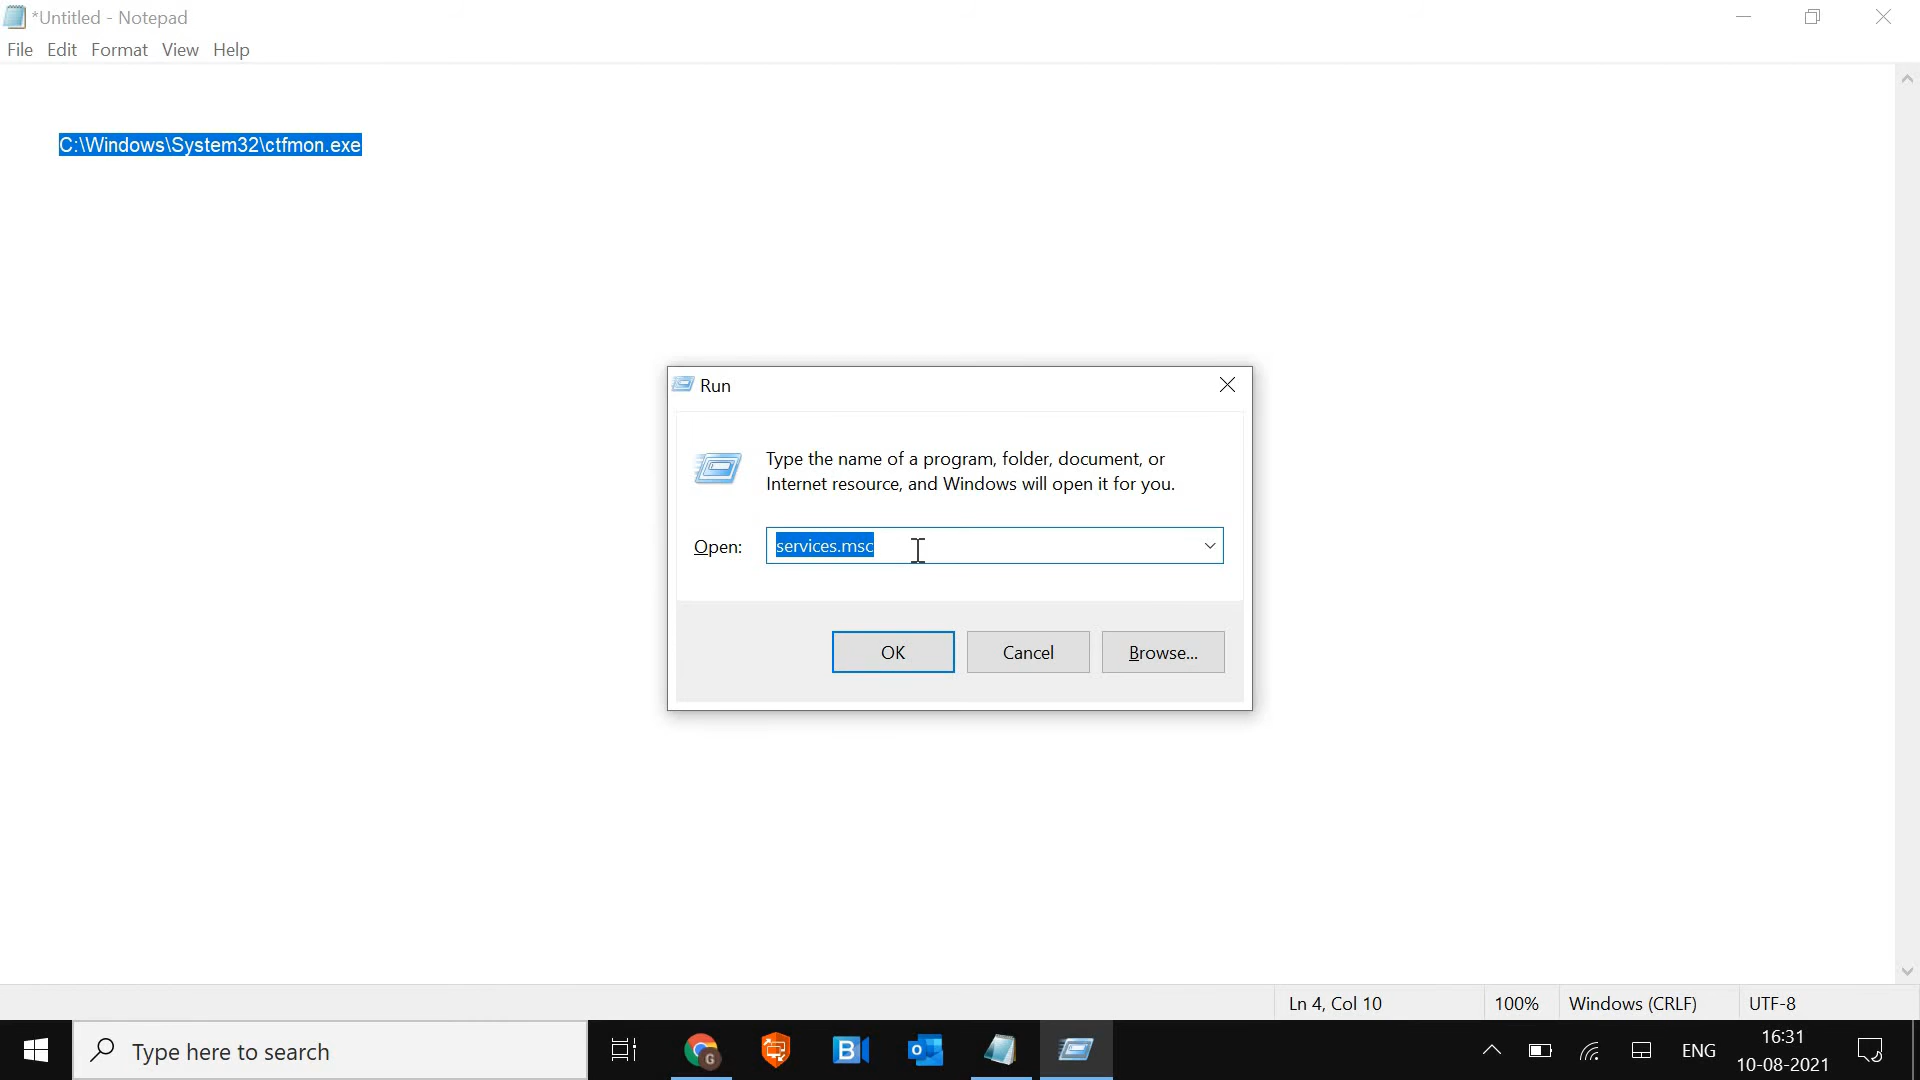 *Untitled - Notepad
File Edit Format View Help
C:\Windows\System32\ctfmon.exe
Run
Type the name of a program, folder, document, or
Internet resource, and Windows will open it for you.
Open: services.msc
OK Cancel Browse...
Ln 4, Col 10 100% Windows (CRLF) UTF-8
Type here to search
G
B
o
ENG
16:31
10-08-2021